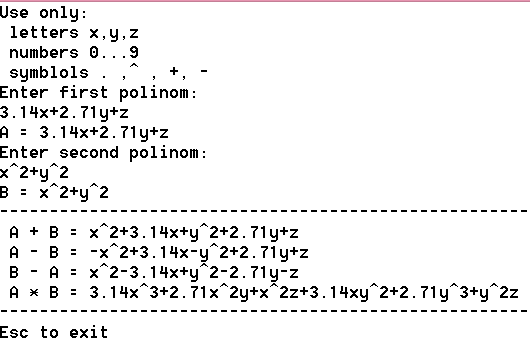 Use only:
letters x,y,z
numbers 0...9
symblols . ,^ , +, -
Enter first polinom:
3.14x+2.71y+z
A = 3.14x+2.71y+z
Enter second polinom:
x^2+y^2
B = x^2+y^2
--------------------------------------------------
A + B = x^2+3.14x+y^2+2.71y+z
A - B = -x^2+3.14x-y^2+2.71y+z
B - A = x^2-3.14x+y^2-2.71y-z
A * B = 3.14x^3+2.71x^2y+x^2z+3.14xy^2+2.71y^3+y^2z
--------------------------------------------------
Esc to exit